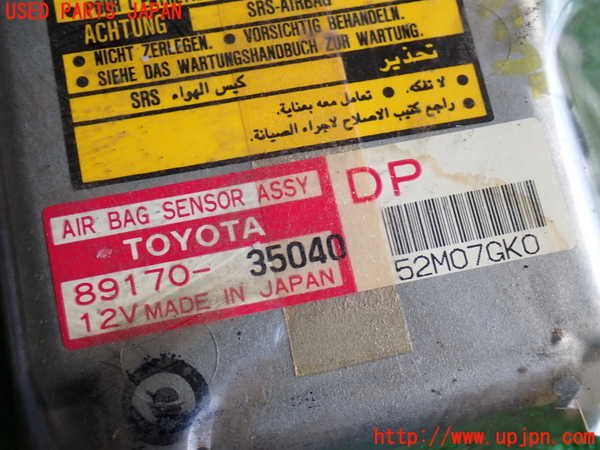 USED PARTS JAPAN
ACHTUNG
SRS-AIRBAG
● NICHT ZERLEGEN. ● VORSICHTIG BEHANDELN.
● SIEHE DAS WARTUNGSHANDBUCH ZUR WARTUNG.
تحذير
كيس الهواء SRS
● لا تفكه. ● تعامل معه بعناية.
● راجع كتيب الاصلاح لاجراء الصيانة.
AIR BAG SENSOR ASSY
TOYOTA
89170-35040
12V MADE IN JAPAN
DP
52M07GK0
http://www.upjpn.com